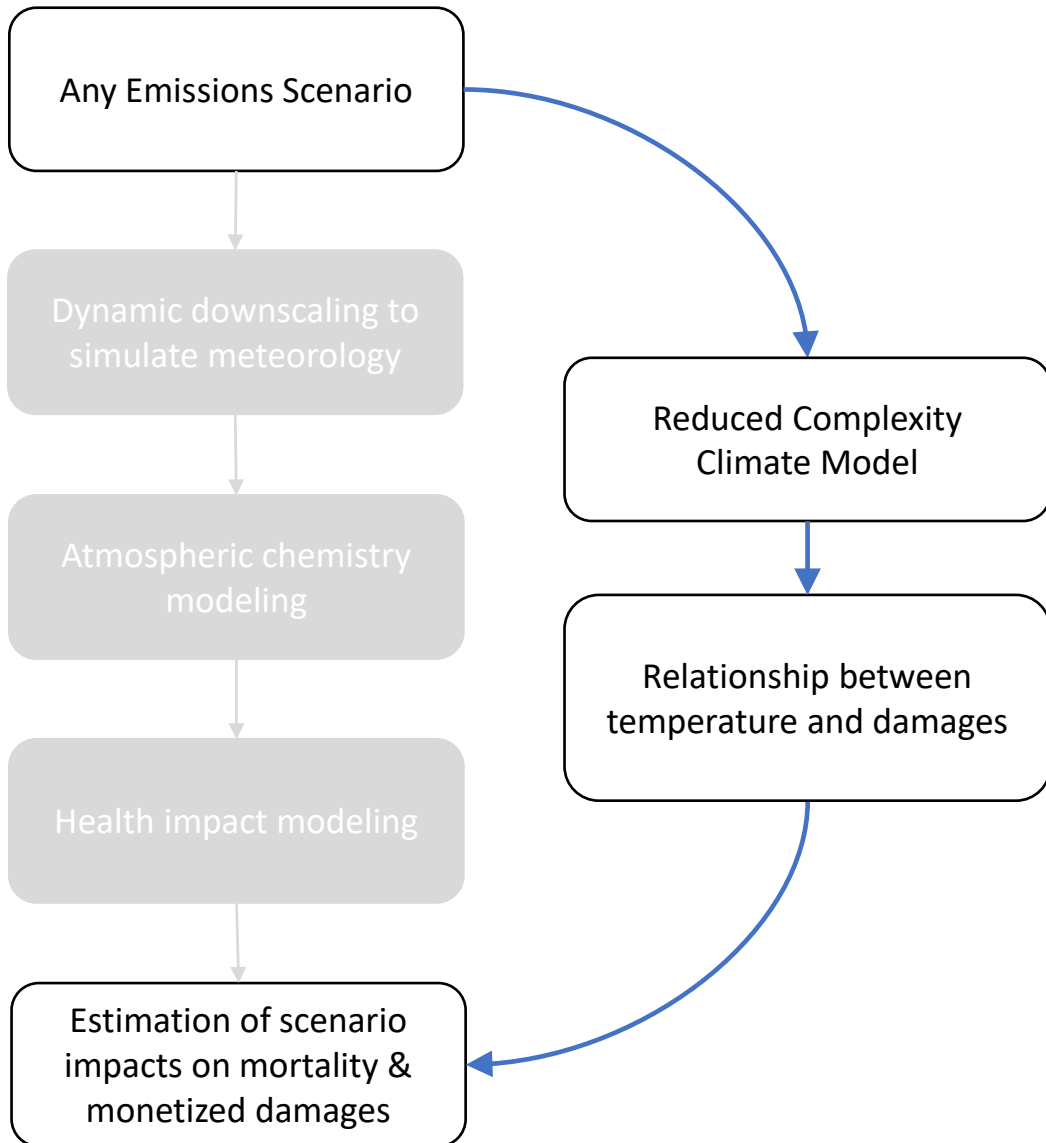 Any Emissions Scenario
Dynamic downscaling to
simulate meteorology
Atmospheric chemistry
modeling
Health impact modeling
Estimation of scenario
impacts on mortality &
monetized damages
Reduced Complexity
Climate Model
Relationship between
temperature and damages